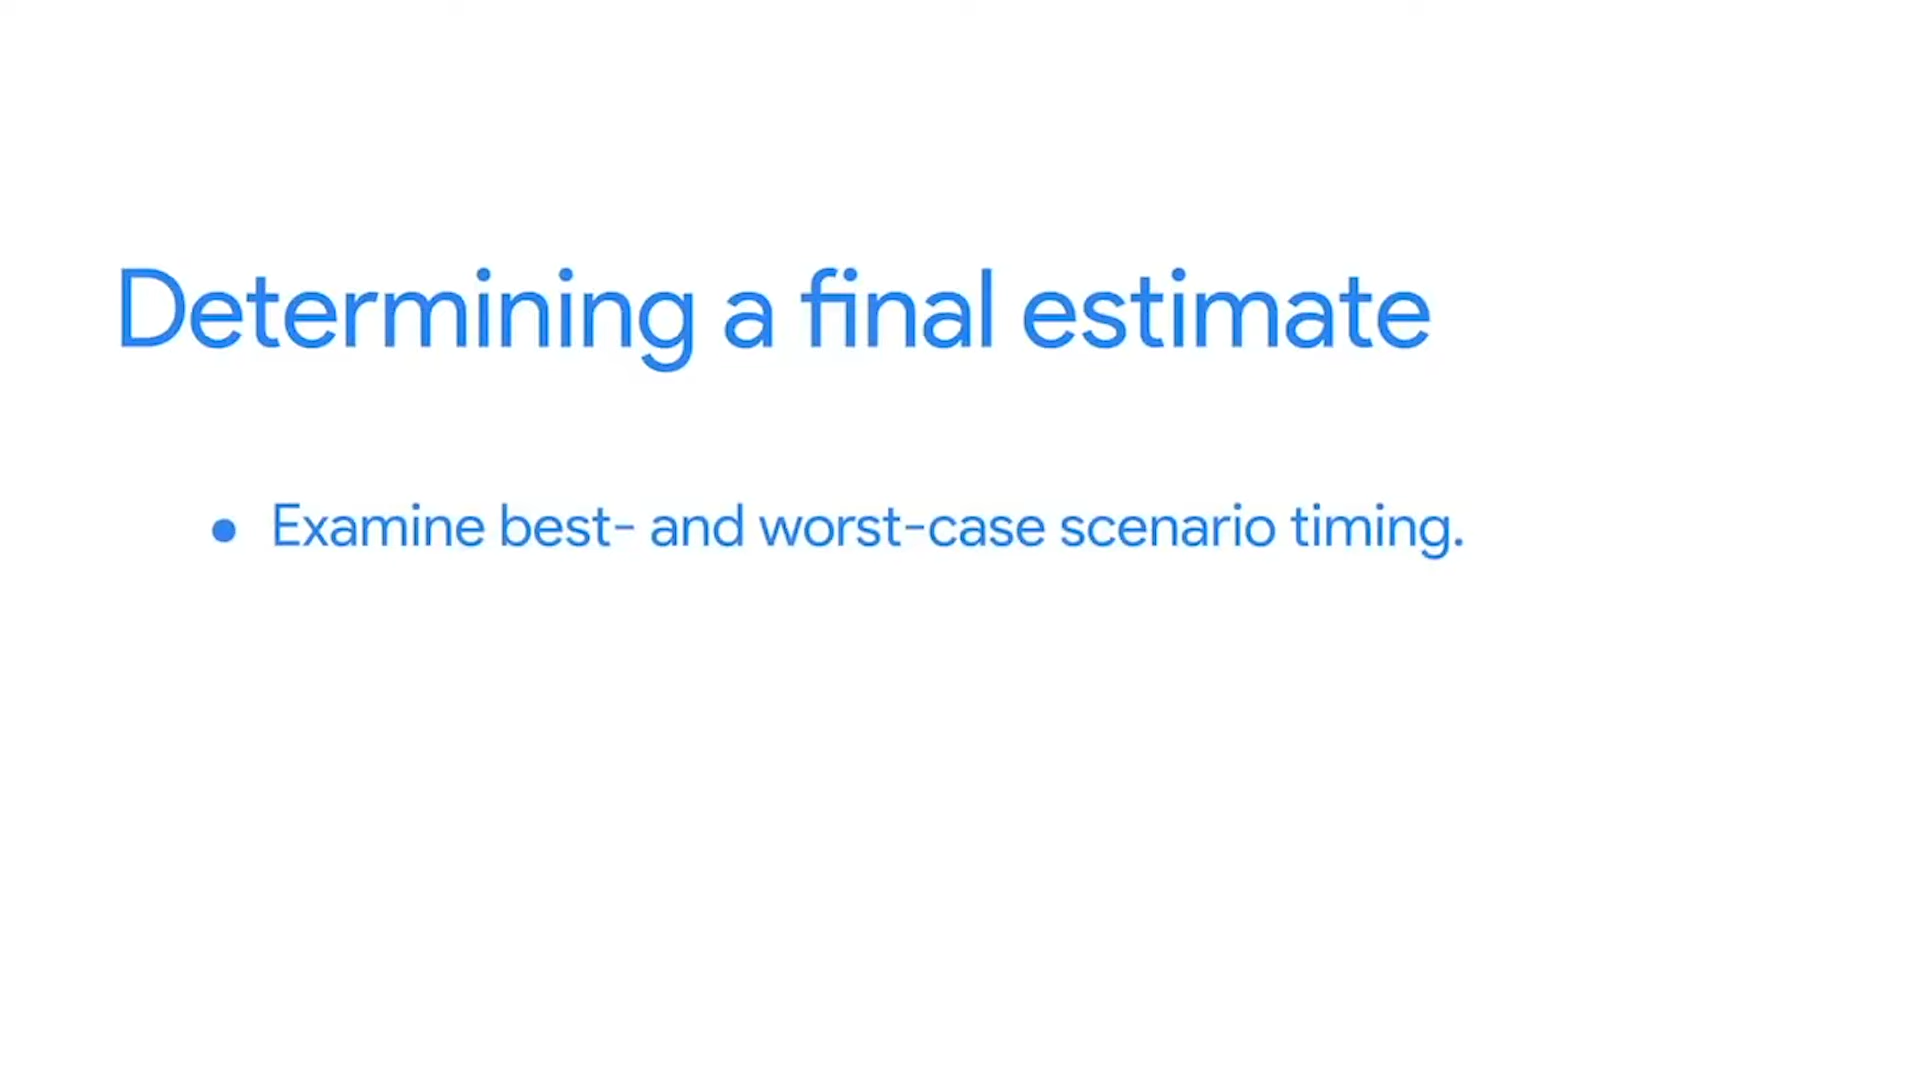 Determining a final estimate
● Examine best- and worst-case scenario timing.